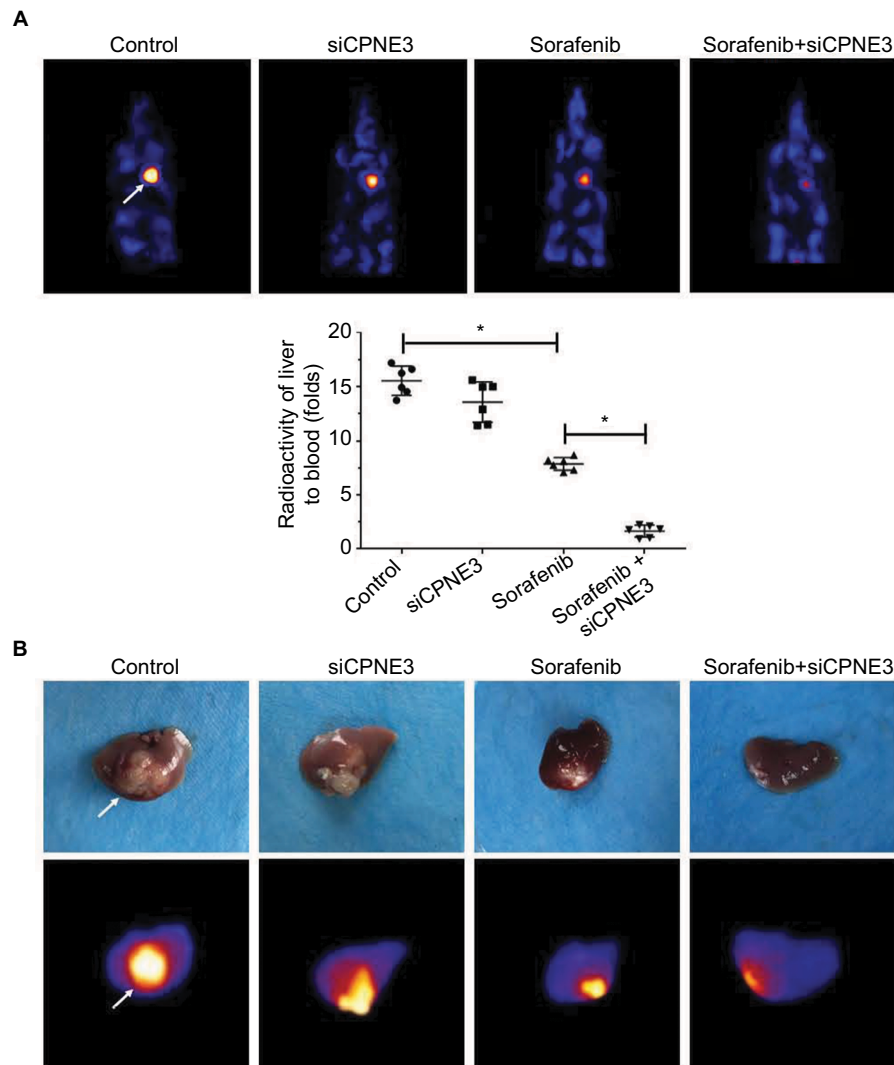 A
Control siCPNE3 Sorafenib Sorafenib+siCPNE3
Radioactivity of liver
to blood (folds)
20
15
10
5
0
*
*
Control
siCPNE3
Sorafenib
Sorafenib +
siCPNE3
B
Control siCPNE3 Sorafenib Sorafenib+siCPNE3